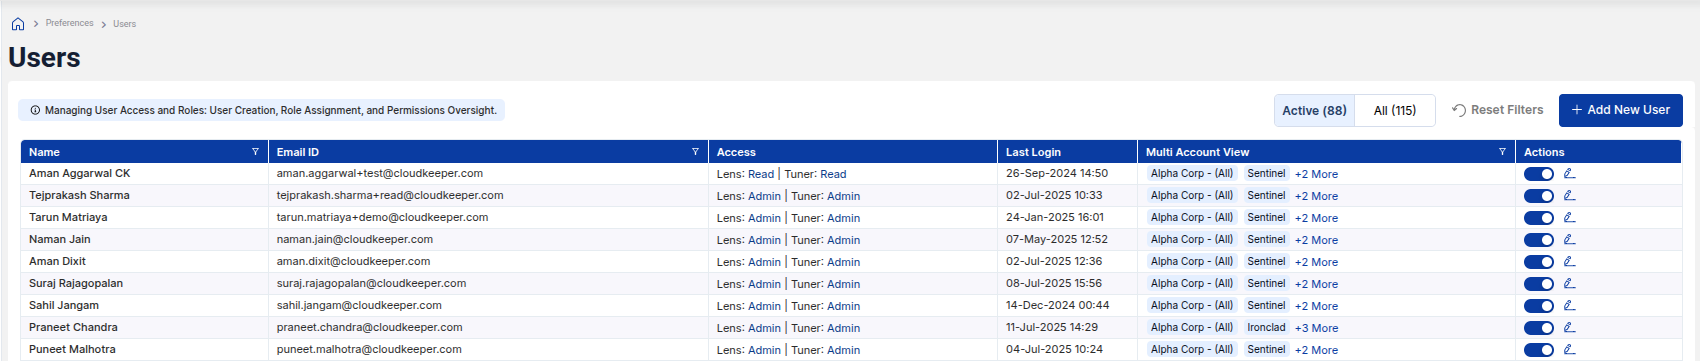 Preferences Users
Users
Managing User Access and Roles: User Creation, Role Assignment, and Permissions Oversight. Active (88) All (115) Reset Filters + Add New User
Name Email ID Access Last Login Multi Account View Actions
Aman Aggarwal CK aman.aggarwal+test@cloudkeeper.com Lens: Read | Tuner: Read 26-Sep-2024 14:50 Alpha Corp - (All) Sentinel +2 More
Tejprakash Sharma tejprakash.sharma+read@cloudkeeper.com Lens: Admin | Tuner: Admin 02-Jul-2025 10:33 Alpha Corp - (All) Sentinel +2 More
Tarun Matriaya tarun.matriaya+demo@cloudkeeper.com Lens: Admin | Tuner: Admin 24-Jan-2025 16:01 Alpha Corp - (All) Sentinel +2 More
Naman Jain naman.jain@cloudkeeper.com Lens: Admin | Tuner: Admin 07-May-2025 12:52 Alpha Corp - (All) Sentinel +2 More
Aman Dixit aman.dixit@cloudkeeper.com Lens: Admin | Tuner: Admin 02-Jul-2025 12:36 Alpha Corp - (All) Sentinel +2 More
Suraj Rajagopalan suraj.rajagopalan@cloudkeeper.com Lens: Admin | Tuner: Admin 08-Jul-2025 15:56 Alpha Corp - (All) Sentinel +2 More
Sahil Jangam sahil.jangam@cloudkeeper.com Lens: Admin | Tuner: Admin 14-Dec-2024 00:44 Alpha Corp - (All) Sentinel +2 More
Praneet Chandra praneet.chandra@cloudkeeper.com Lens: Admin | Tuner: Admin 11-Jul-2025 14:29 Alpha Corp - (All) Ironclad +3 More
Puneet Malhotra puneet.malhotra@cloudkeeper.com Lens: Admin | Tuner: Admin 04-Jul-2025 10:24 Alpha Corp - (All) Sentinel +2 More